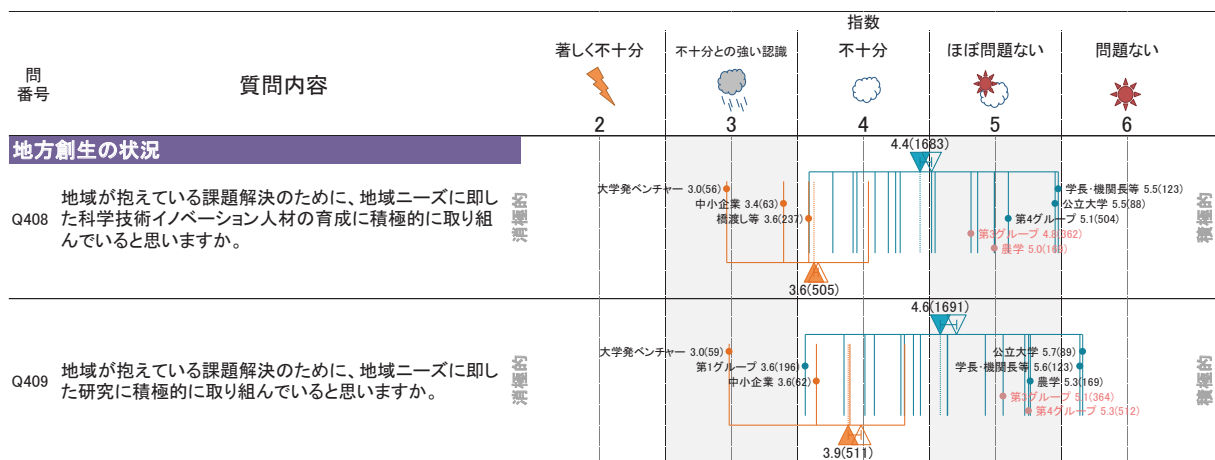 指数
著しく不十分
不十分との強い認識
不十分
ほぼ問題ない
問題ない
問
番号
質問内容
2
3
4
5
6
地方創生の状況
4.4(1683)
Q408
地域が抱えている課題解決のために、地域ニーズに即し
た科学技術イノベーション人材の育成に積極的に取り組
んでいると思いますか。
消極的
大学発ベンチャー 3.0(56)
中小企業 3.4(63)
橋渡し等 3.6(237)
学長・機関長等 5.5(123)
公立大学 5.5(88)
第4グループ 5.1(504)
第3グループ 4.8(362)
農学 5.0(169)
積極的
3.6(505)
4.6(1691)
Q409
地域が抱えている課題解決のために、地域ニーズに即し
た研究に積極的に取り組んでいると思いますか。
消極的
大学発ベンチャー 3.0(59)
第1グループ 3.6(196)
中小企業 3.6(62)
公立大学 5.7(89)
学長・機関長等 5.6(123)
農学 5.3(169)
第3グループ 5.1(364)
第4グループ 5.3(512)
積極的
3.9(511)